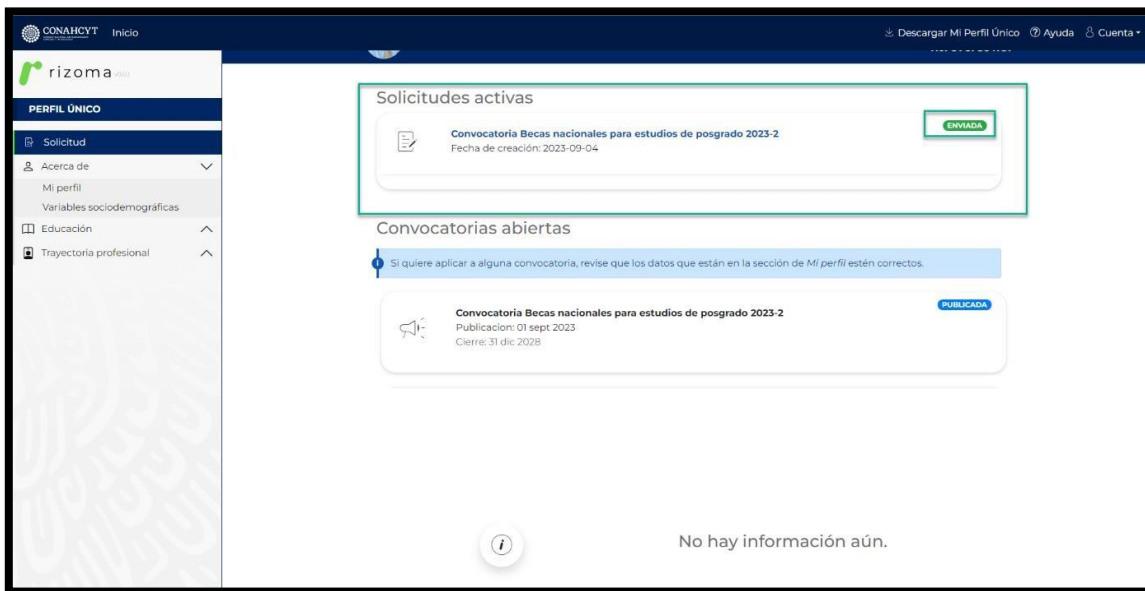 CONAHCYT
Inicio
Descargar Mi Perfil Único
Ayuda
Cuenta
rizoma
PERFIL ÚNICO
Solicitud
Acerca de
Mi perfil
Variables sociodemográficas
Educación
Trayectoria profesional
Solicitudes activas
ENVIADA
Convocatoria Becas nacionales para estudios de posgrado 2023-2
Fecha de creación: 2023-09-04
Convocatorias abiertas
Si quiere aplicar a alguna convocatoria, revise que los datos que están en la sección de Mi perfil estén correctos.
PUBLICADA
Convocatoria Becas nacionales para estudios de posgrado 2023-2
Publicacion: 01 sept 2023
Cierre: 31 dic 2028
No hay información aún.